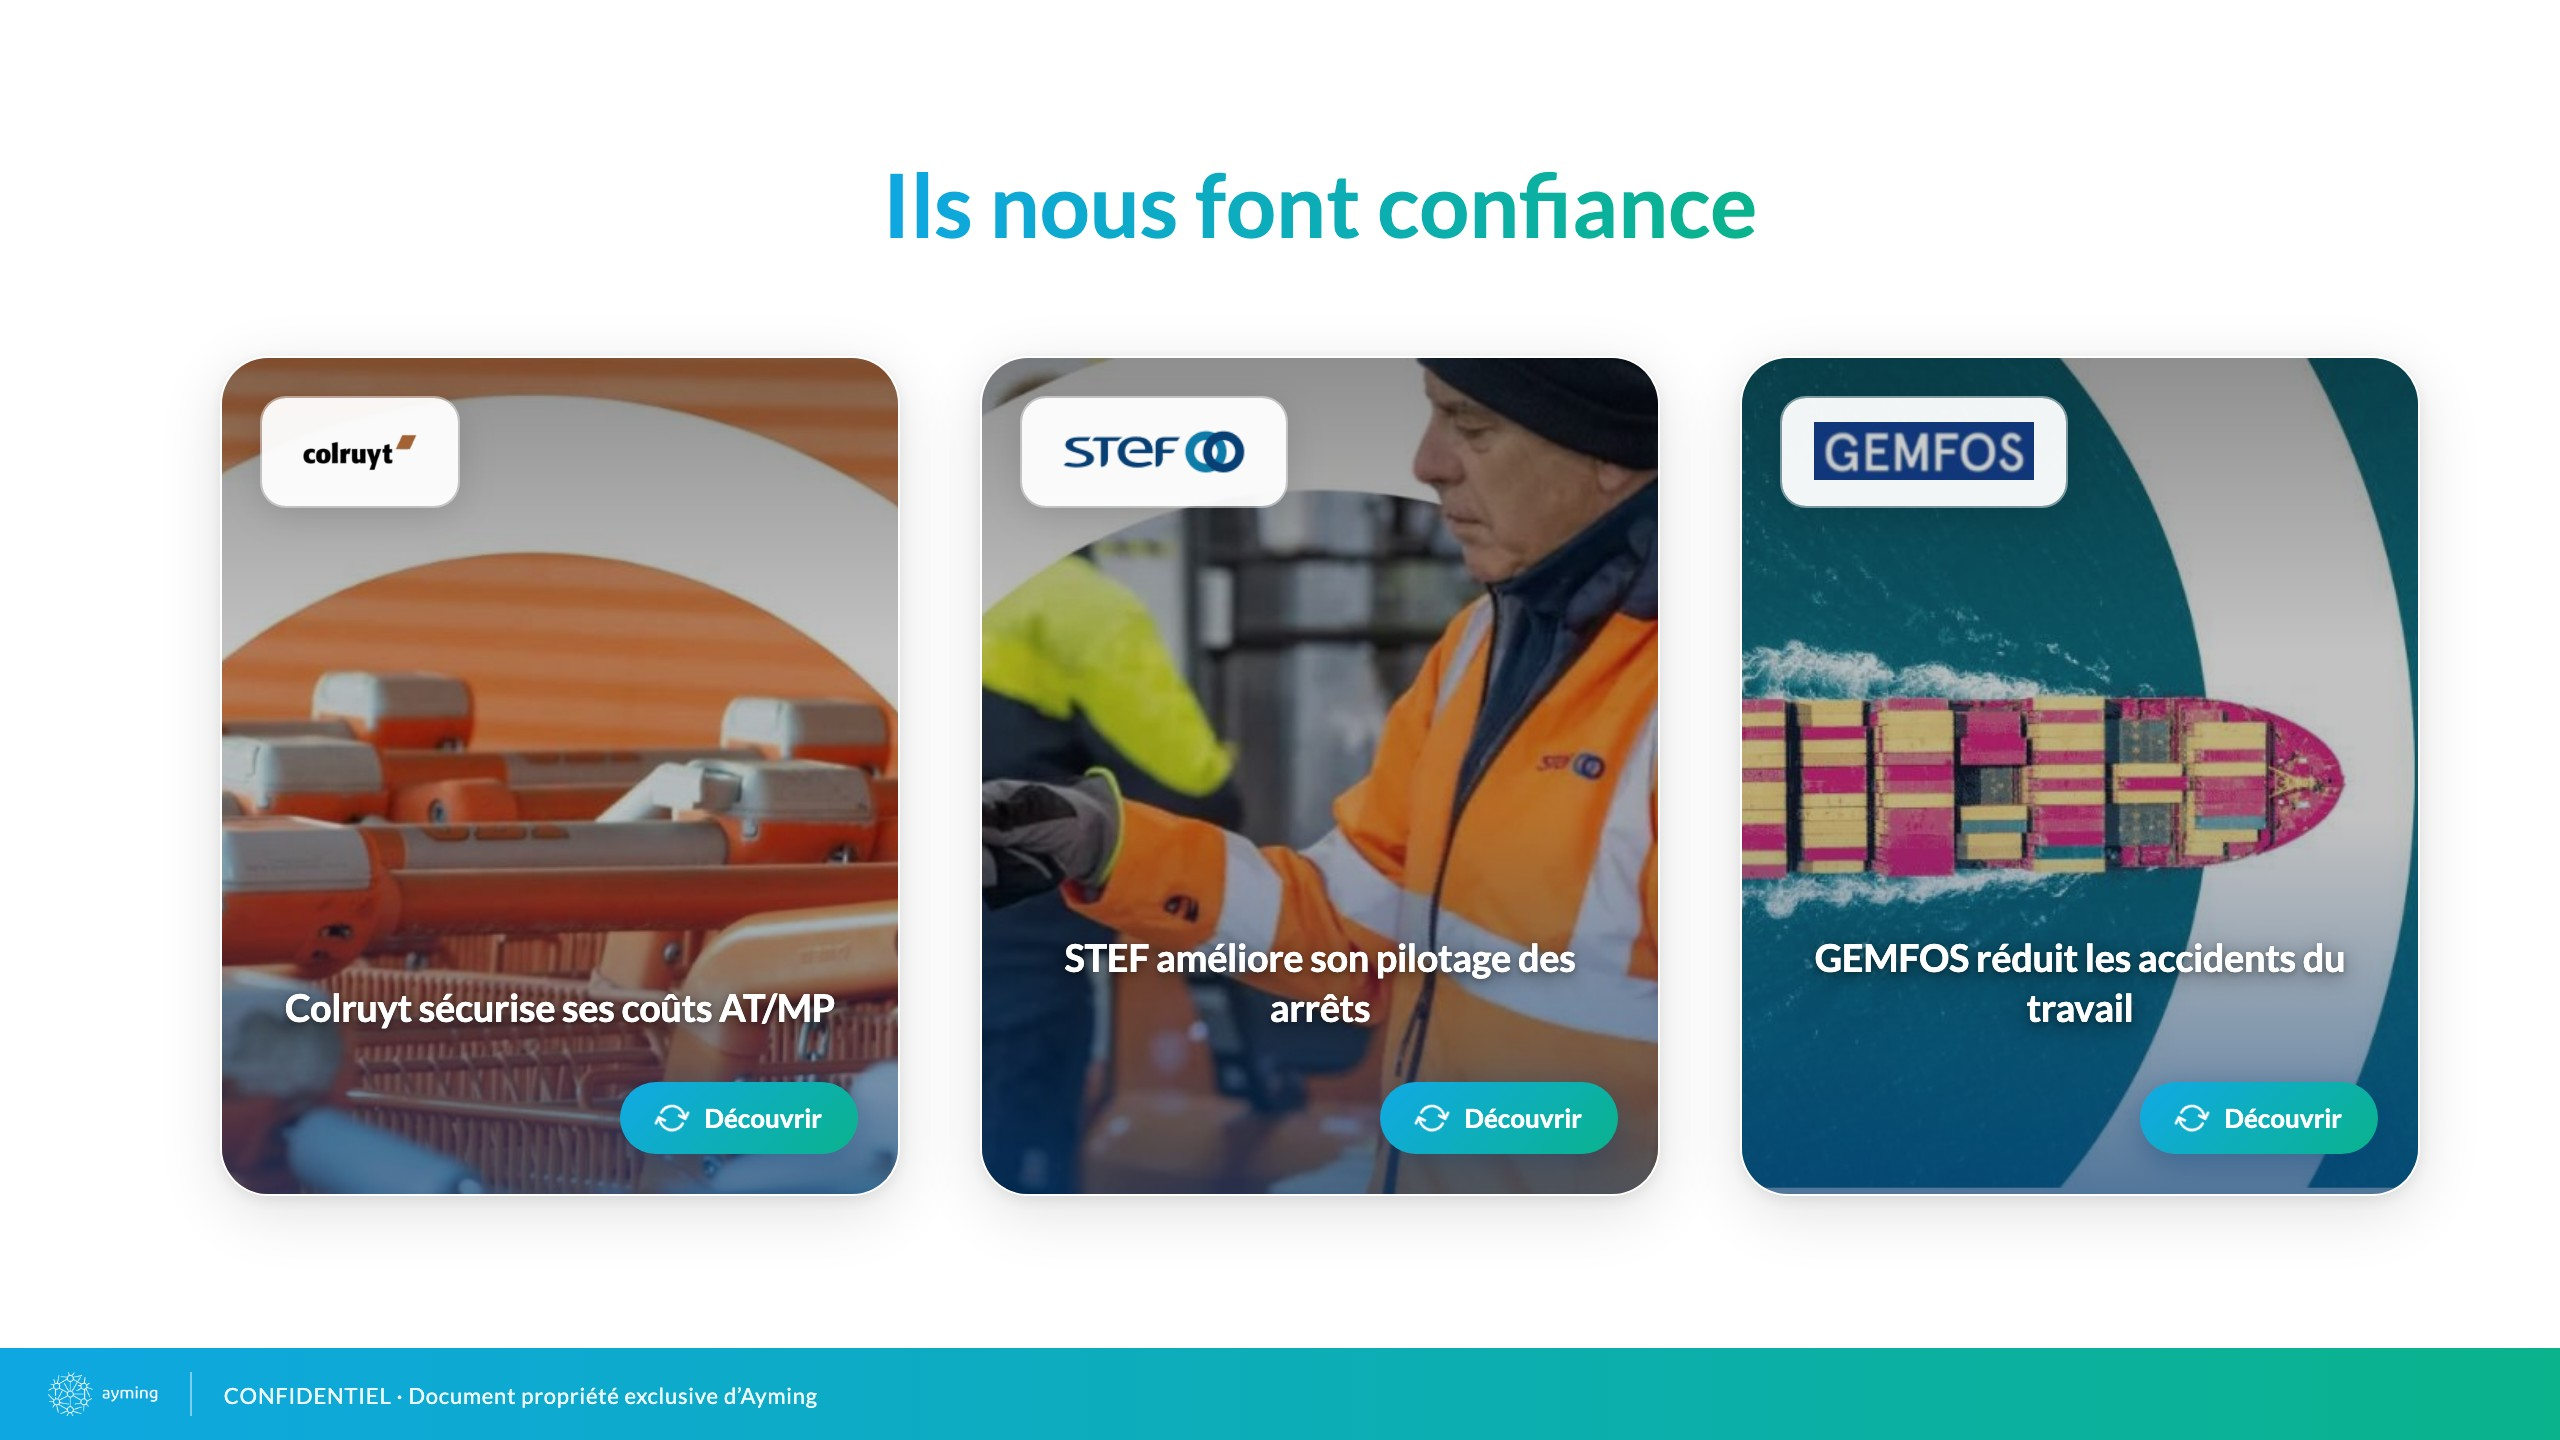 Ils nous font confiance
colruyt
STEF
GEMFOS
STEF
Colruyt sécurise ses coûts AT/MP
STEF améliore son pilotage des
arrêts
GEMFOS réduit les accidents du
travail
Découvrir
Découvrir
Découvrir
ayming
CONFIDENTIEL · Document propriété exclusive d’Ayming